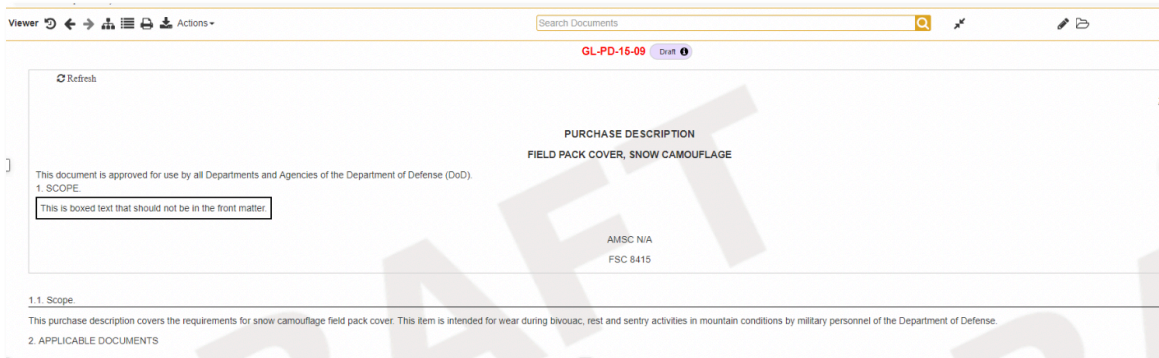 Viewer Actions
Search Documents
GL-PD-15-09 Draft
Refresh
PURCHASE DESCRIPTION
FIELD PACK COVER, SNOW CAMOUFLAGE
This document is approved for use by all Departments and Agencies of the Department of Defense (DoD).
1. SCOPE.
This is boxed text that should not be in the front matter.
AMSC N/A
FSC 8415
1.1. Scope.
This purchase description covers the requirements for snow camouflage field pack cover. This item is intended for wear during bivouac, rest and sentry activities in mountain conditions by military personnel of the Department of Defense.
2. APPLICABLE DOCUMENTS
DRAFT